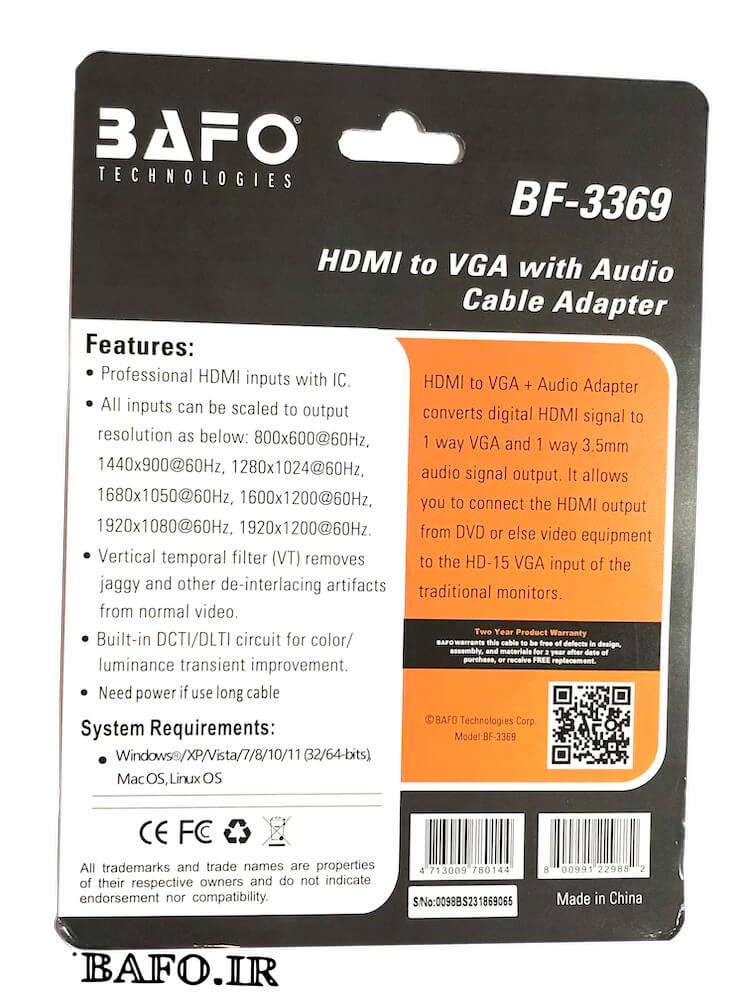 BAFO®
TECHNOLOGIES
BF-3369
HDMI to VGA with Audio
Cable Adapter
Features:
• Professional HDMI inputs with IC.
• All inputs can be scaled to output
resolution as below: 800x600@60Hz,
1440x900@60Hz, 1280x1024@60Hz,
1680x1050@60Hz, 1600x1200@60Hz,
1920x1080@60Hz, 1920x1200@60Hz.
• Vertical temporal filter (VT) removes
jaggy and other de-interlacing artifacts
from normal video.
• Built-in DCTI/DLTI circuit for color/
luminance transient improvement.
• Need power if use long cable
System Requirements:
• Windows®/XP/Vista/7/8/10/11 (32/64-bits),
Mac OS, Linux OS
CE FC
All trademarks and trade names are properties
of their respective owners and do not indicate
endorsement nor compatibility.
HDMI to VGA + Audio Adapter
converts digital HDMI signal to
1 way VGA and 1 way 3.5mm
audio signal output. It allows
you to connect the HDMI output
from DVD or else video equipment
to the HD-15 VGA input of the
traditional monitors.
Two Year Product Warranty
BAFO warrants this cable to be free of defects in design,
assembly, and materials for 2 year after date of
purchase, or receive FREE replacement.
©BAFO Technologies Corp.
Model:BF-3369
BAFO
4 713009 780144
8 00991 22988 2
S/No:0098BS231869065
Made in China
BAFO.IR